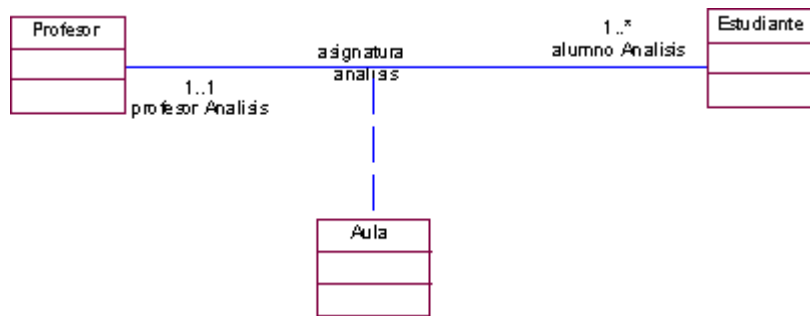 Profesor
asignatura
analisis
1..*
alumno Analisis
Estudiante
1..1
profesor Analisis
Aula